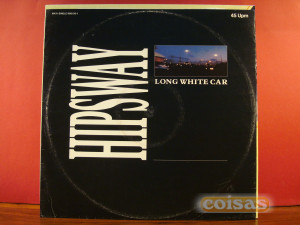 45 Upm
HIPSWAY
LONG WHITE CAR
coisas